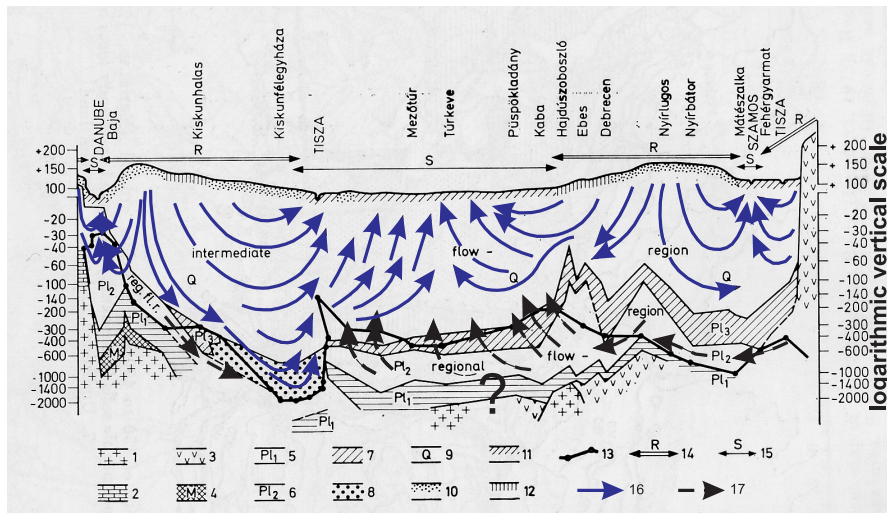 DANUBE
Baja
Kiskunhalas
Kiskunfélegyháza
TISZA
Mezőtúr
Túrkeve
Püspökladány
Kaba
Hajdúszoboszló
Ebes
Debrecen
Nyírlugos
Nyírbátor
Mátészalka
SZAMOS
Fehérgyarmat
TISZA
S R S R S R
+200
+150
100
-20
-30
-40
-60
-100
-140
-200
-300
-400
-600
-1000
-1400
-2000
+ 200
+ 150
+ 100
-20
-30
-40
-60
-100
-140
-200
-300
-400
-600
-1000
-1400
-2000
logarithmic vertical scale
intermediate flow - region
Q Q Q
reg. fl. r.
Pl2
Pl1
M
Pl3
regional flow - region
Pl2
Pl1
?
Pl1
Pl3
Pl2
Pl1
1 3 Pl1 5 7 Q 9 11 13 R 14 S 15
2 M 4 Pl2 6 8 10 12 16 17